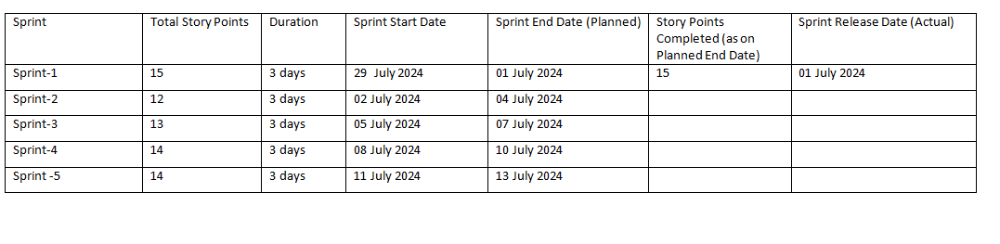 Sprint Total Story Points Duration Sprint Start Date Sprint End Date (Planned) Story Points Completed (as on Planned End Date) Sprint Release Date (Actual)
Sprint-1 15 3 days 29 July 2024 01 July 2024 15 01 July 2024
Sprint-2 12 3 days 02 July 2024 04 July 2024
Sprint-3 13 3 days 05 July 2024 07 July 2024
Sprint-4 14 3 days 08 July 2024 10 July 2024
Sprint -5 14 3 days 11 July 2024 13 July 2024